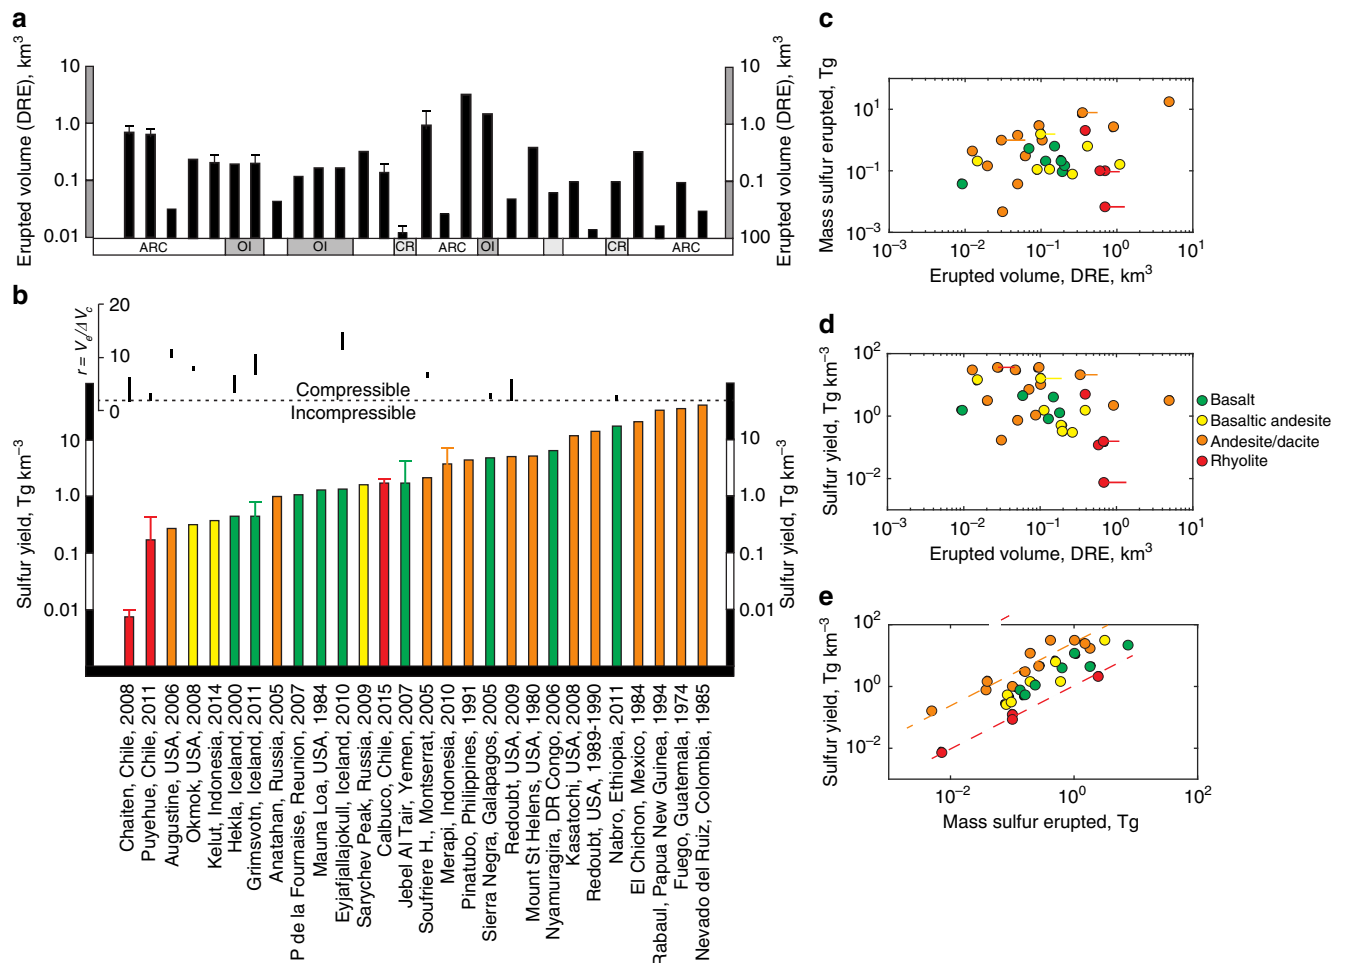 a
Erupted volume (DRE), km3
10
1.0
0.1
0.01
10
1.0
0.1
100
Erupted volume (DRE), km3
ARC
OI
OI
CR
ARC
OI
CR
ARC
b
r = Ve/ΔVc
20
10
0
Compressible
Incompressible
Sulfur yield, Tg km−3
10
1.0
0.1
0.01
10
1.0
0.1
0.01
Sulfur yield, Tg km−3
Chaiten, Chile, 2008
Puyehue, Chile, 2011
Augustine, USA, 2006
Okmok, USA, 2008
Kelut, Indonesia, 2014
Hekla, Iceland, 2000
Grimsvotn, Iceland, 2011
Anatahan, Russia, 2005
P de la Fournaise, Reunion, 2007
Mauna Loa, USA, 1984
Eyjafjallajokull, Iceland, 2010
Sarychev Peak, Russia, 2009
Calbuco, Chile, 2015
Jebel Al Tair, Yemen, 2007
Soufriere H., Montserrat, 2005
Merapi, Indonesia, 2010
Pinatubo, Philippines, 1991
Sierra Negra, Galapagos, 2005
Redoubt, USA, 2009
Mount St Helens, USA, 1980
Nyamuragira, DR Congo, 2006
Kasatochi, USA, 2008
Redoubt, USA, 1989-1990
Nabro, Ethiopia, 2011
El Chichon, Mexico, 1984
Rabaul, Papua New Guinea, 1994
Fuego, Guatemala, 1974
Nevado del Ruiz, Colombia, 1985
c
Mass sulfur erupted, Tg
10^1
10^−1
10^−3
10^−3
10^−2
10^−1
10^0
10^1
Erupted volume, DRE, km3
d
Sulfur yield, Tg km−3
10^2
10^0
10^−2
10^−3
10^−2
10^−1
10^0
10^1
Erupted volume, DRE, km3
Basalt
Basaltic andesite
Andesite/dacite
Rhyolite
e
Sulfur yield, Tg km−3
10^2
10^0
10^−2
10^−2
10^0
10^2
Mass sulfur erupted, Tg